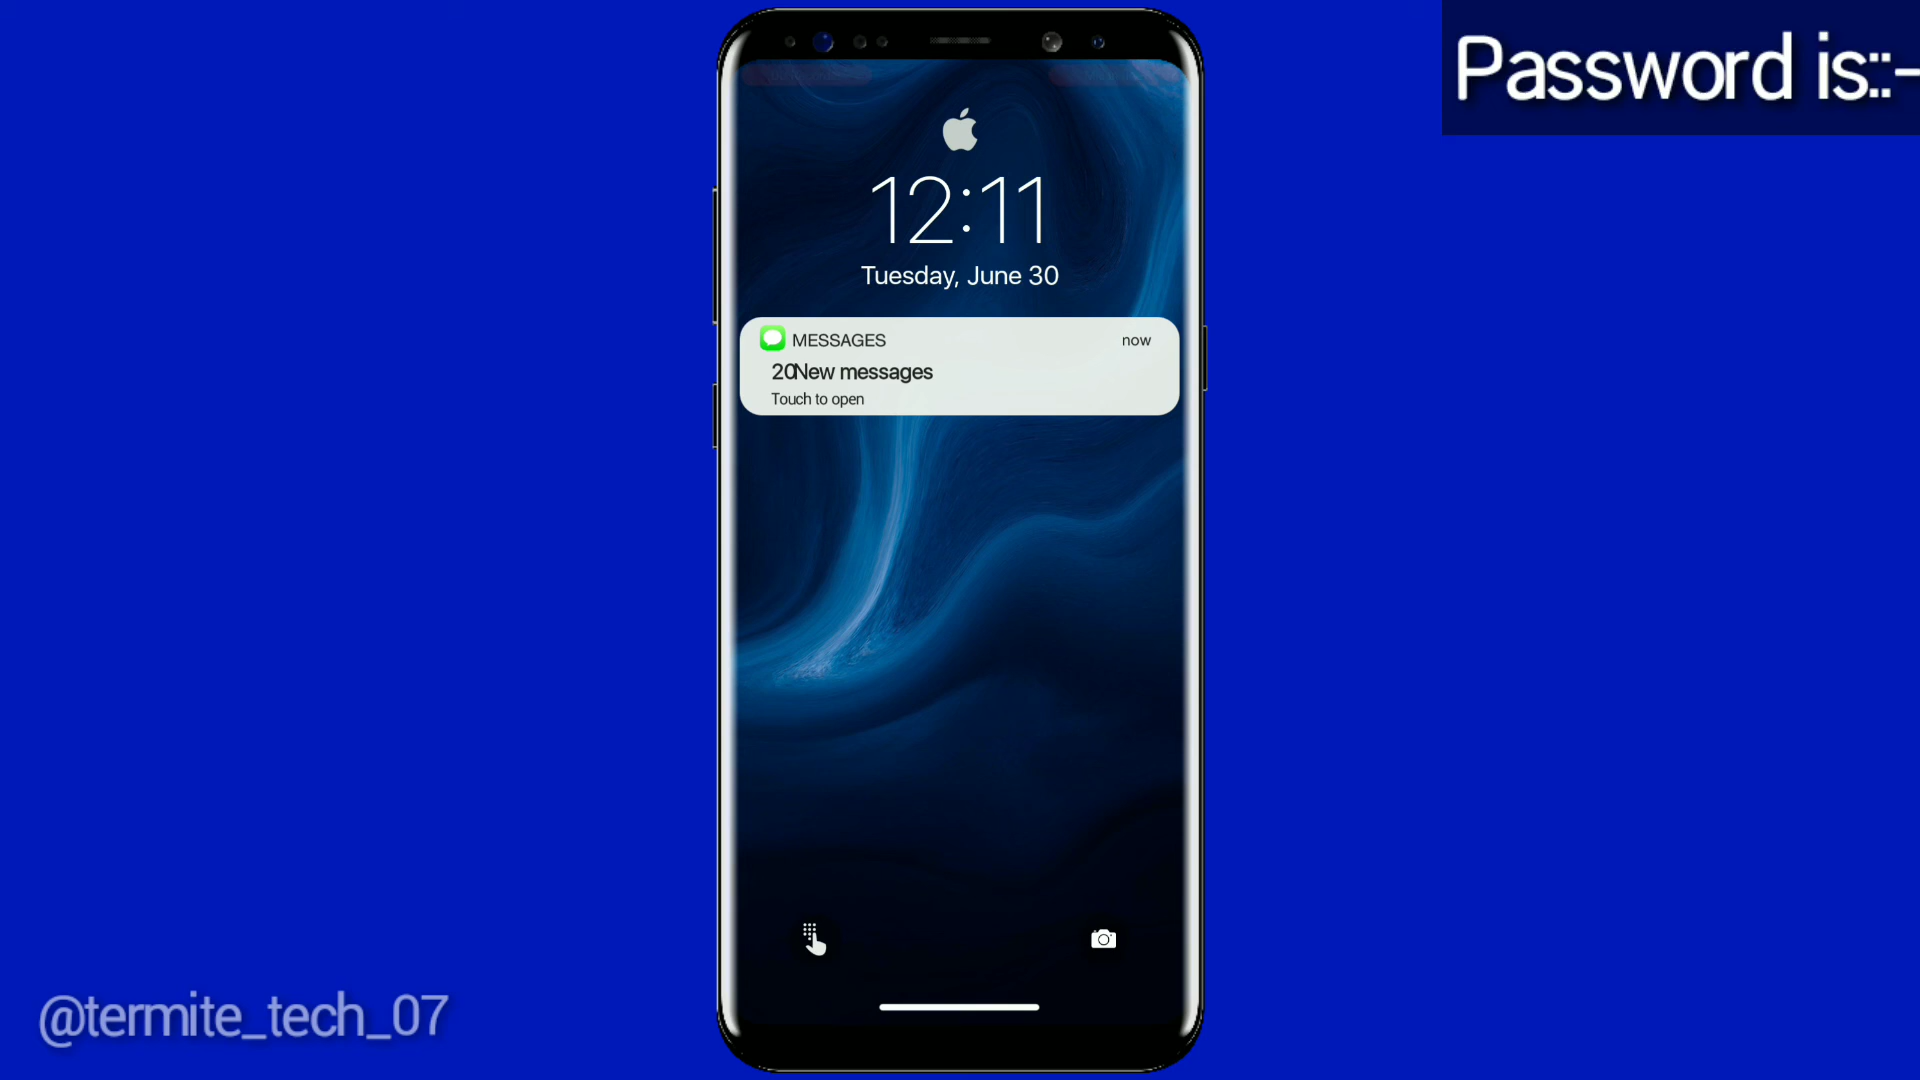 Password is::-
12:11
Tuesday, June 30
MESSAGES
now
20New messages
Touch to open
@termite_tech_07